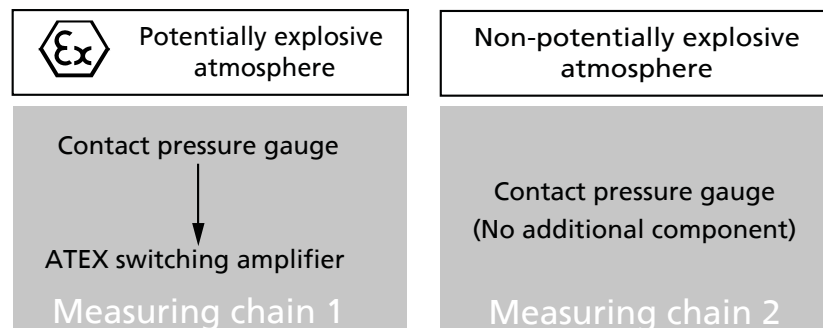 Ex
Potentially explosive
atmosphere
Non-potentially explosive
atmosphere
Contact pressure gauge
ATEX switching amplifier
Measuring chain 1
Contact pressure gauge
(No additional component)
Measuring chain 2